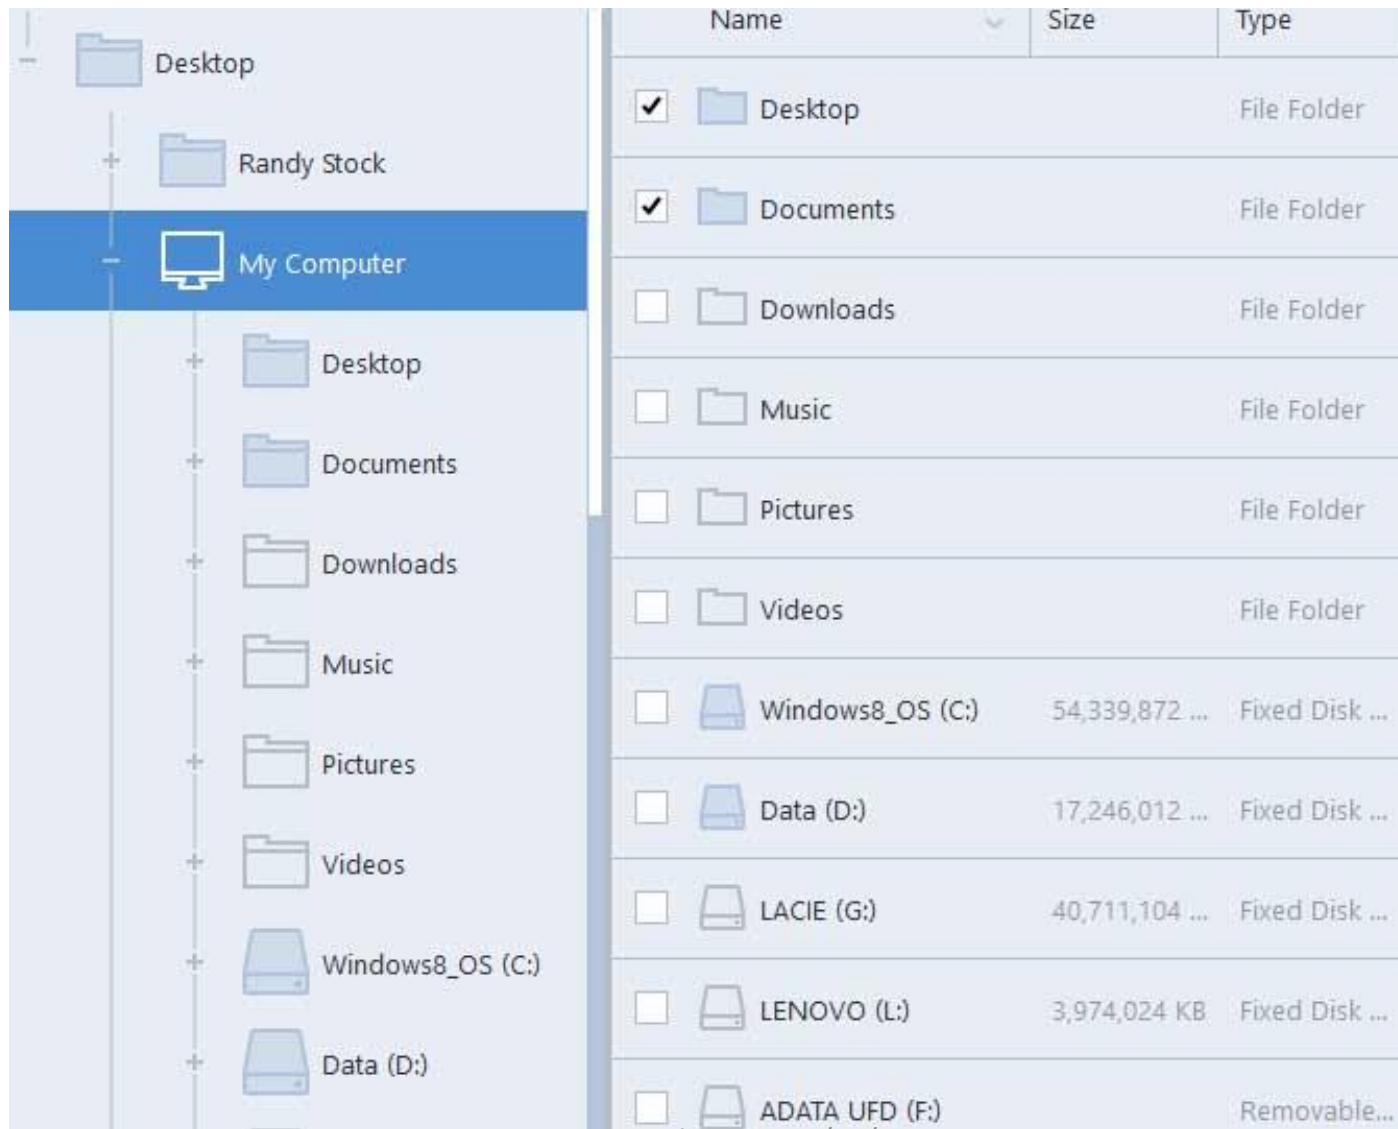 Desktop
Randy Stock
My Computer
Desktop
Documents
Downloads
Music
Pictures
Videos
Windows8_OS (C:)
Data (D:)
Name Size Type
Desktop File Folder
Documents File Folder
Downloads File Folder
Music File Folder
Pictures File Folder
Videos File Folder
Windows8_OS (C:) 54,339,872 ... Fixed Disk ...
Data (D:) 17,246,012 ... Fixed Disk ...
LACIE (G:) 40,711,104 ... Fixed Disk ...
LENOVO (L:) 3,974,024 KB Fixed Disk ...
ADATA UFD (F:) Removable...